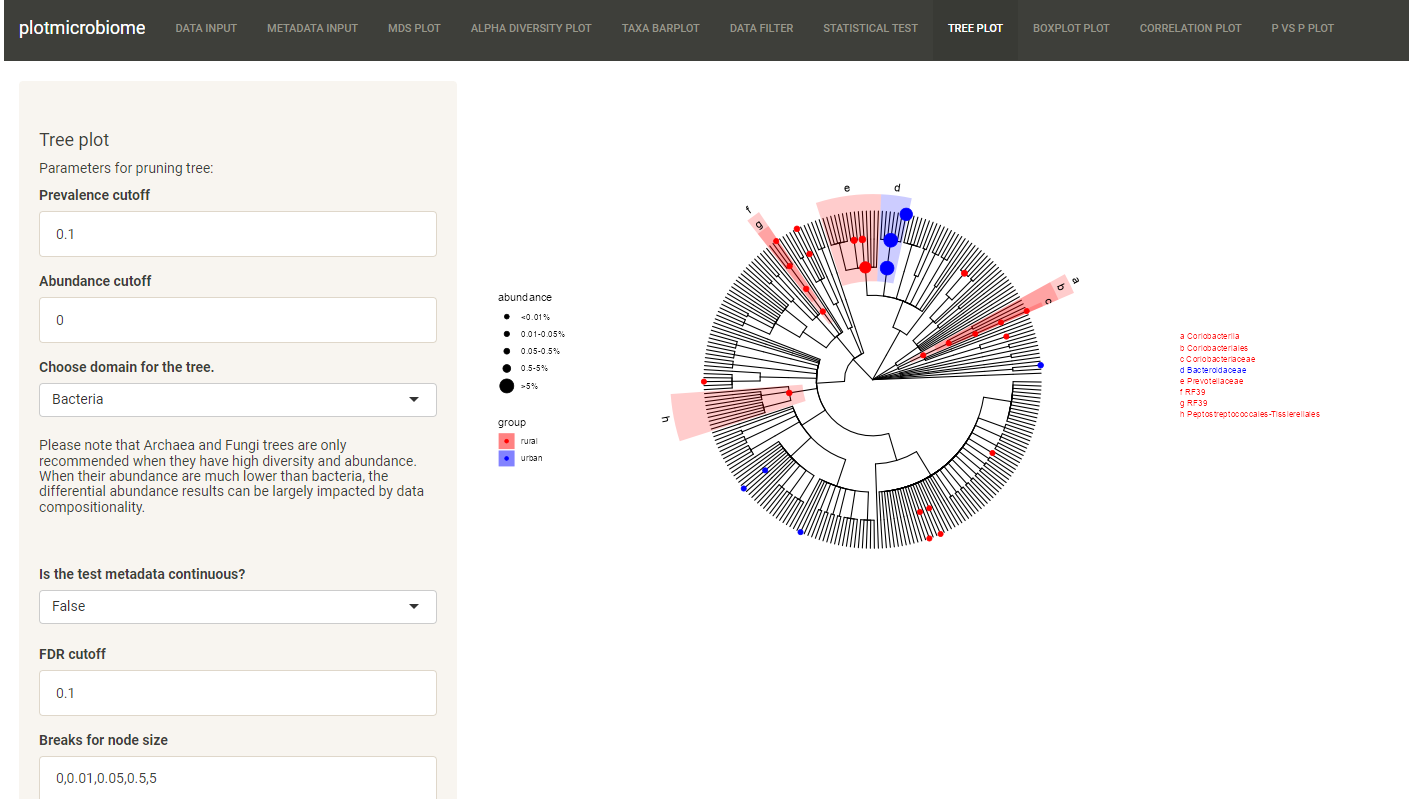 plotmicrobiome DATA INPUT METADATA INPUT MDS PLOT ALPHA DIVERSITY PLOT TAXA BARPLOT DATA FILTER STATISTICAL TEST TREE PLOT BOXPLOT PLOT CORRELATION PLOT P VS P PLOT
Tree plot
Parameters for pruning tree:
Prevalence cutoff
0.1
Abundance cutoff
0
Choose domain for the tree.
Bacteria
Please note that Archaea and Fungi trees are only
recommended when they have high diversity and abundance.
When their abundance are much lower than bacteria, the
differential abundance results can be largely impacted by data
compositionality.
Is the test metadata continuous?
False
FDR cutoff
0.1
Breaks for node size
0,0.01,0.05,0.5,5
abundance
<0.01%
0.01-0.05%
0.05-0.5%
0.5-5%
>5%
group
rural
urban
e
d
f
g
a
b
c
h
a Coriobacteriia
b Coriobacteriales
c Coriobacteriaceae
d Bacteroidaceae
e Prevotellaceae
f RF39
g RF39
h Peptostreptococcales-Tissierellales